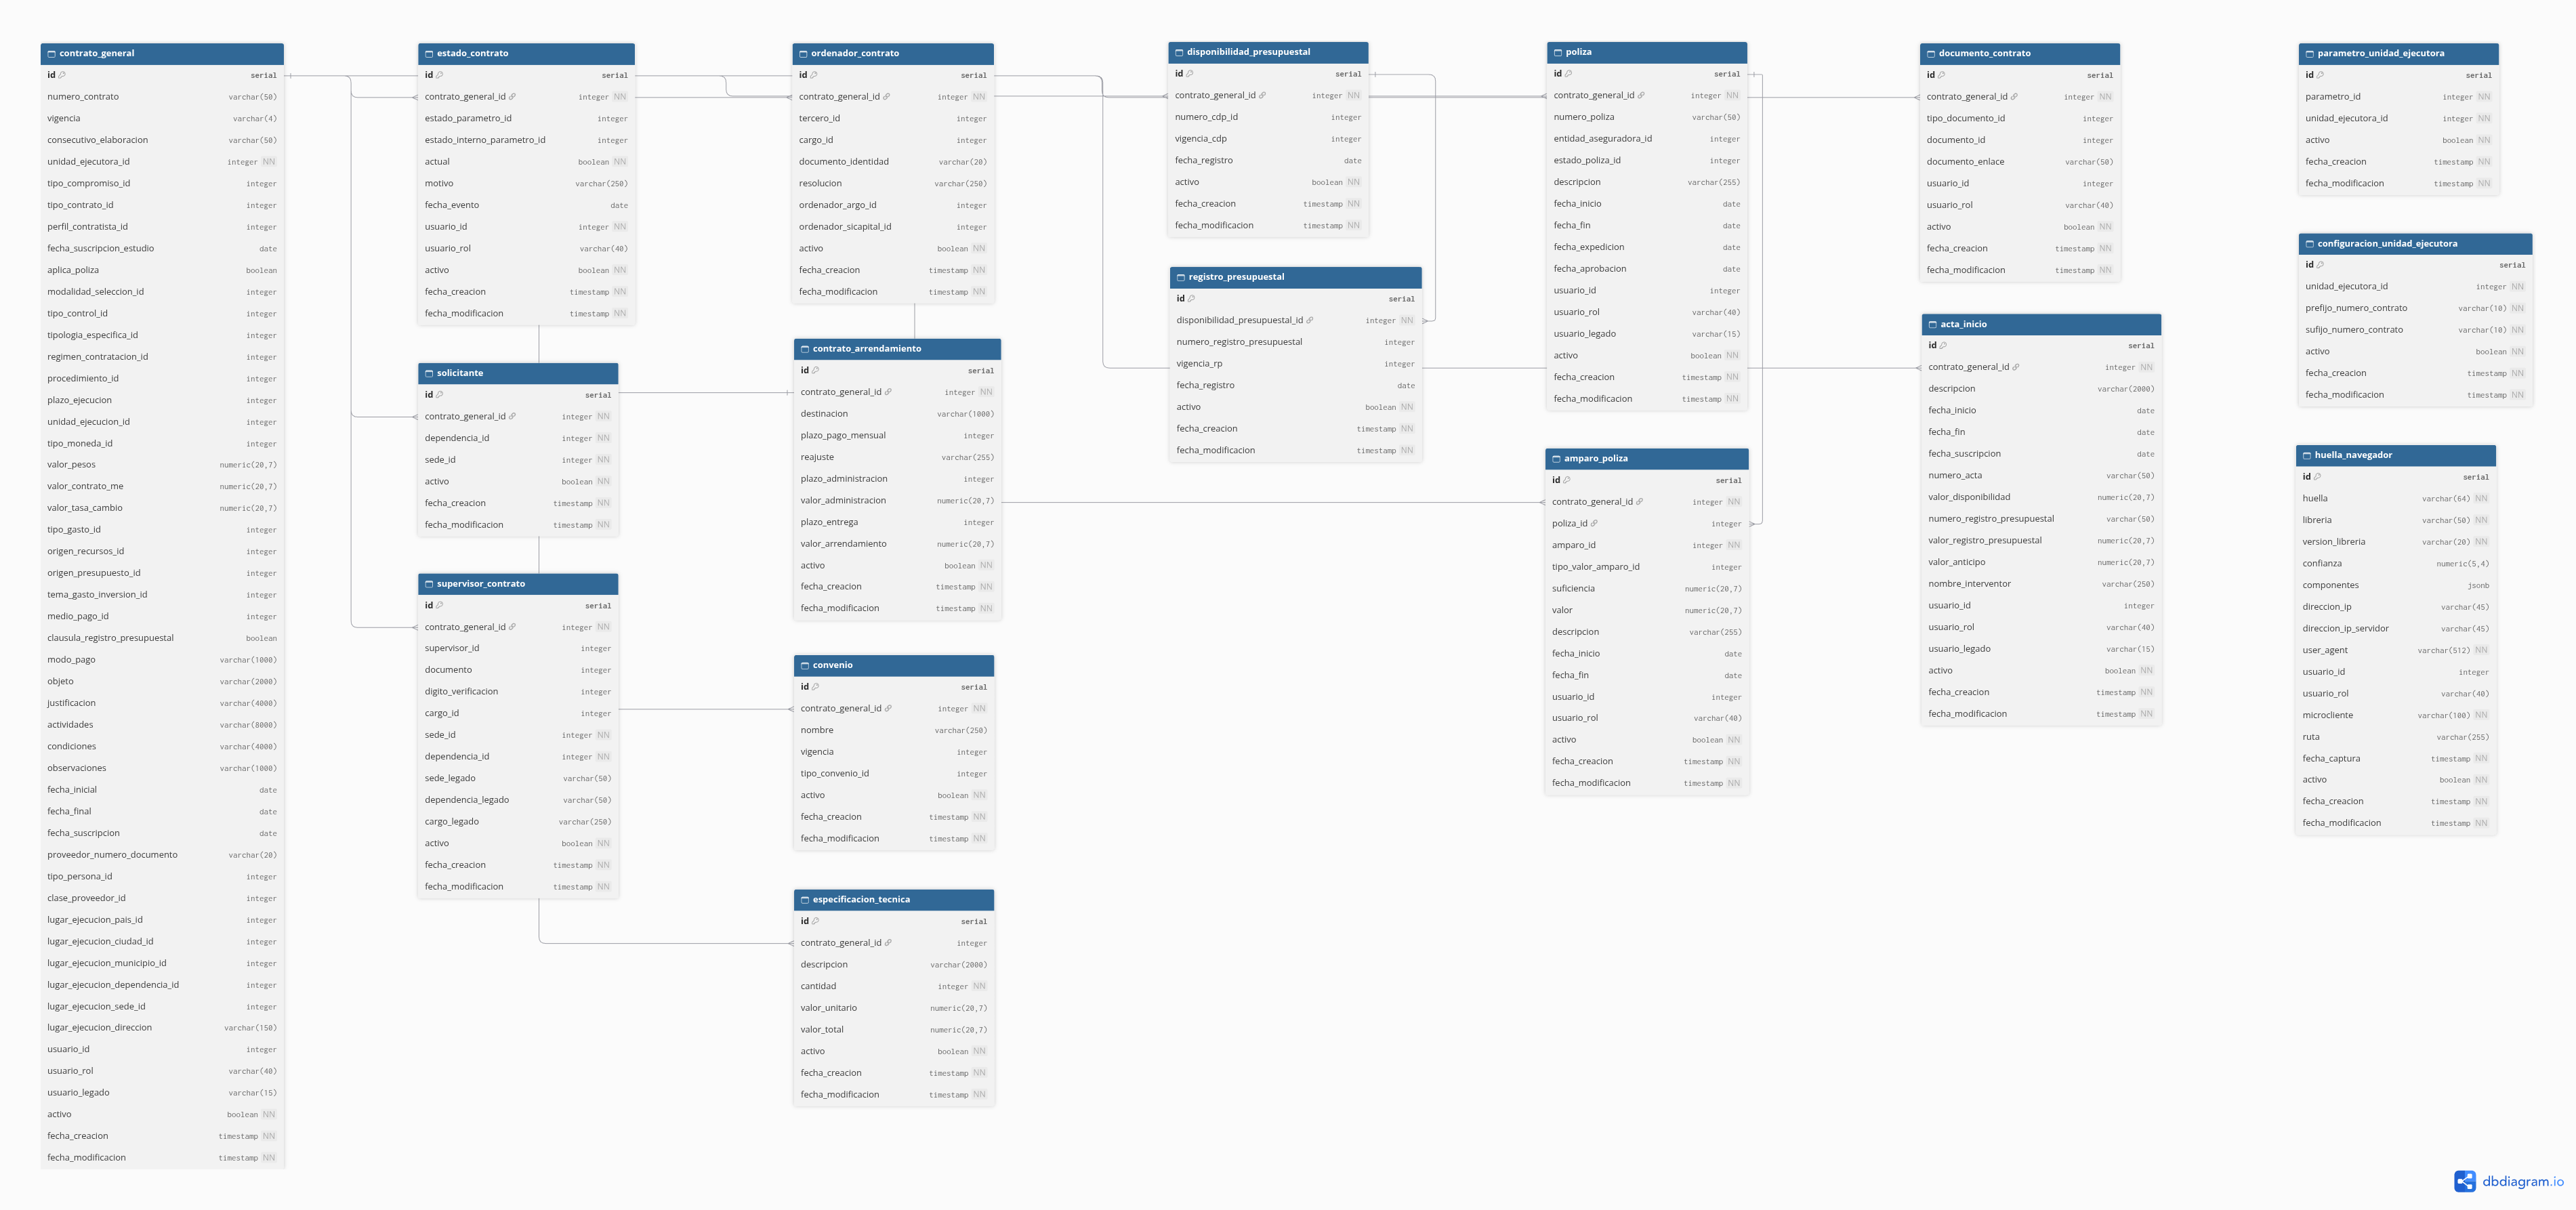 contrato_general
id serial
numero_contrato varchar(50)
vigencia varchar(4)
consecutivo_elaboracion varchar(50)
unidad_ejecutora_id integer NN
tipo_compromiso_id integer
tipo_contrato_id integer
perfil_contratista_id integer
fecha_suscripcion_estudio date
aplica_poliza boolean
modalidad_seleccion_id integer
tipo_control_id integer
tipologia_especifica_id integer
regimen_contratacion_id integer
procedimiento_id integer
plazo_ejecucion integer
unidad_ejecucion_id integer
tipo_moneda_id integer
valor_pesos numeric(20,7)
valor_contrato_me numeric(20,7)
valor_tasa_cambio numeric(20,7)
tipo_gasto_id integer
origen_recursos_id integer
origen_presupuesto_id integer
tema_gasto_inversion_id integer
medio_pago_id integer
clausula_registro_presupuestal boolean
modo_pago varchar(1000)
objeto varchar(2000)
justificacion varchar(4000)
actividades varchar(8000)
condiciones varchar(4000)
observaciones varchar(1000)
fecha_inicial date
fecha_final date
fecha_suscripcion date
proveedor_numero_documento varchar(20)
tipo_persona_id integer
clase_proveedor_id integer
lugar_ejecucion_pais_id integer
lugar_ejecucion_ciudad_id integer
lugar_ejecucion_municipio_id integer
lugar_ejecucion_dependencia_id integer
lugar_ejecucion_sede_id integer
lugar_ejecucion_direccion varchar(150)
usuario_id integer
usuario_rol varchar(40)
usuario_legado varchar(15)
activo boolean NN
fecha_creacion timestamp NN
fecha_modificacion timestamp NN
estado_contrato
id serial
contrato_general_id integer NN
estado_parametro_id integer
estado_interno_parametro_id integer
actual boolean NN
motivo varchar(250)
fecha_evento date
usuario_id integer NN
usuario_rol varchar(40)
activo boolean NN
fecha_creacion timestamp NN
fecha_modificacion timestamp NN
solicitante
id serial
contrato_general_id integer NN
dependencia_id integer NN
sede_id integer NN
activo boolean NN
fecha_creacion timestamp NN
fecha_modificacion timestamp NN
supervisor_contrato
id serial
contrato_general_id integer NN
supervisor_id integer
documento integer
digito_verificacion integer
cargo_id integer
sede_id integer NN
dependencia_id integer NN
sede_legado varchar(50)
dependencia_legado varchar(50)
cargo_legado varchar(250)
activo boolean NN
fecha_creacion timestamp NN
fecha_modificacion timestamp NN
ordenador_contrato
id serial
contrato_general_id integer NN
tercero_id integer
cargo_id integer
documento_identidad varchar(20)
resolucion varchar(250)
ordenador_argo_id integer
ordenador_sicapital_id integer
activo boolean NN
fecha_creacion timestamp NN
fecha_modificacion timestamp NN
contrato_arrendamiento
id serial
contrato_general_id integer NN
destinacion varchar(1000)
plazo_pago_mensual integer
reajuste varchar(255)
plazo_administracion integer
valor_administracion numeric(20,7)
plazo_entrega integer
valor_arrendamiento numeric(20,7)
activo boolean NN
fecha_creacion timestamp NN
fecha_modificacion timestamp NN
convenio
id serial
contrato_general_id integer NN
nombre varchar(250)
vigencia integer
tipo_convenio_id integer
activo boolean NN
fecha_creacion timestamp NN
fecha_modificacion timestamp NN
especificacion_tecnica
id serial
contrato_general_id integer
descripcion varchar(2000)
cantidad integer NN
valor_unitario numeric(20,7)
valor_total numeric(20,7)
activo boolean NN
fecha_creacion timestamp NN
fecha_modificacion timestamp NN
disponibilidad_presupuestal
id serial
contrato_general_id integer NN
numero_cdp_id integer
vigencia_cdp integer
fecha_registro date
activo boolean NN
fecha_creacion timestamp NN
fecha_modificacion timestamp NN
registro_presupuestal
id serial
disponibilidad_presupuestal_id integer NN
numero_registro_presupuestal integer
vigencia_rp integer
fecha_registro date
activo boolean NN
fecha_creacion timestamp NN
fecha_modificacion timestamp NN
poliza
id serial
contrato_general_id integer NN
numero_poliza varchar(50)
entidad_aseguradora_id integer
estado_poliza_id integer
descripcion varchar(255)
fecha_inicio date
fecha_fin date
fecha_expedicion date
fecha_aprobacion date
usuario_id integer
usuario_rol varchar(40)
usuario_legado varchar(15)
activo boolean NN
fecha_creacion timestamp NN
fecha_modificacion timestamp NN
amparo_poliza
id serial
contrato_general_id integer NN
poliza_id integer
amparo_id integer NN
tipo_valor_amparo_id integer
suficiencia numeric(20,7)
valor numeric(20,7)
descripcion varchar(255)
fecha_inicio date
fecha_fin date
usuario_id integer
usuario_rol varchar(40)
activo boolean NN
fecha_creacion timestamp NN
fecha_modificacion timestamp NN
documento_contrato
id serial
contrato_general_id integer NN
tipo_documento_id integer
documento_id integer
documento_enlace varchar(50)
usuario_id integer
usuario_rol varchar(40)
activo boolean NN
fecha_creacion timestamp NN
fecha_modificacion timestamp NN
acta_inicio
id serial
contrato_general_id integer NN
descripcion varchar(2000)
fecha_inicio date
fecha_fin date
fecha_suscripcion date
numero_acta varchar(50)
valor_disponibilidad numeric(20,7)
numero_registro_presupuestal varchar(50)
valor_registro_presupuestal numeric(20,7)
valor_anticipo numeric(20,7)
nombre_interventor varchar(250)
usuario_id integer
usuario_rol varchar(40)
usuario_legado varchar(15)
activo boolean NN
fecha_creacion timestamp NN
fecha_modificacion timestamp NN
parametro_unidad_ejecutora
id serial
parametro_id integer NN
unidad_ejecutora_id integer NN
activo boolean NN
fecha_creacion timestamp NN
fecha_modificacion timestamp NN
configuracion_unidad_ejecutora
id serial
unidad_ejecutora_id integer NN
prefijo_numero_contrato varchar(10) NN
sufijo_numero_contrato varchar(10) NN
activo boolean NN
fecha_creacion timestamp NN
fecha_modificacion timestamp NN
huella_navegador
id serial
huella varchar(64) NN
libreria varchar(50) NN
version_libreria varchar(20) NN
confianza numeric(5,4)
componentes jsonb
direccion_ip varchar(45)
direccion_ip_servidor varchar(45)
user_agent varchar(512) NN
usuario_id integer
usuario_rol varchar(40)
microcliente varchar(100) NN
ruta varchar(255)
fecha_captura timestamp NN
activo boolean NN
fecha_creacion timestamp NN
fecha_modificacion timestamp NN
dbdiagram.io